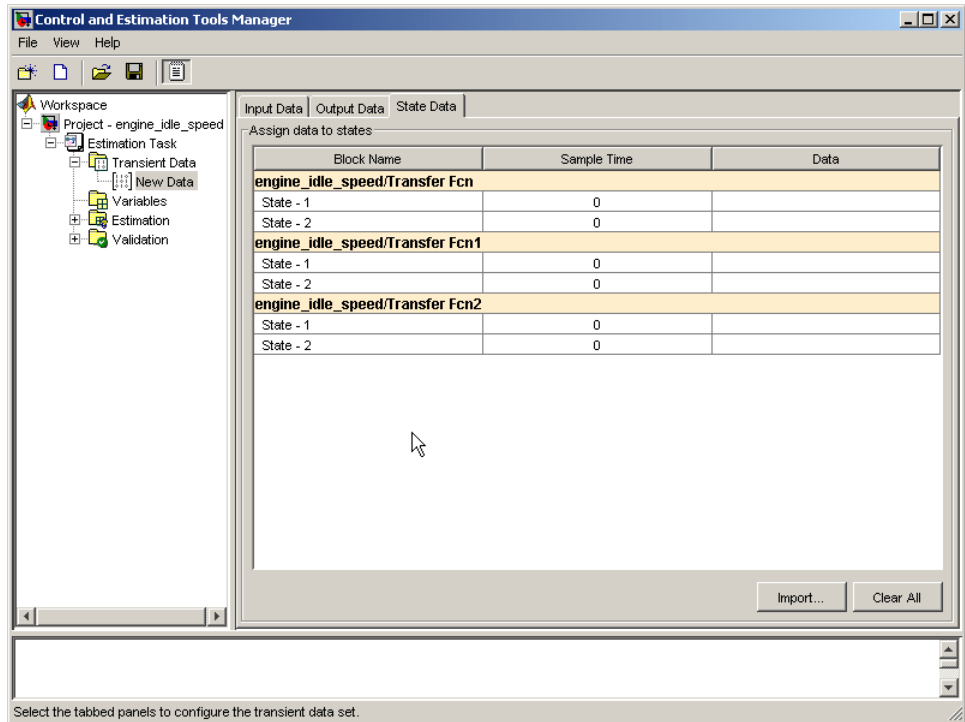 Control and Estimation Tools Manager
File View Help
Workspace
Project - engine_idle_speed
Estimation Task
Transient Data
New Data
Variables
Estimation
Validation
Input Data Output Data State Data
Assign data to states
Block Name Sample Time Data
engine_idle_speed/Transfer Fcn
State - 1 0
State - 2 0
engine_idle_speed/Transfer Fcn1
State - 1 0
State - 2 0
engine_idle_speed/Transfer Fcn2
State - 1 0
State - 2 0
Import... Clear All
Select the tabbed panels to configure the transient data set.